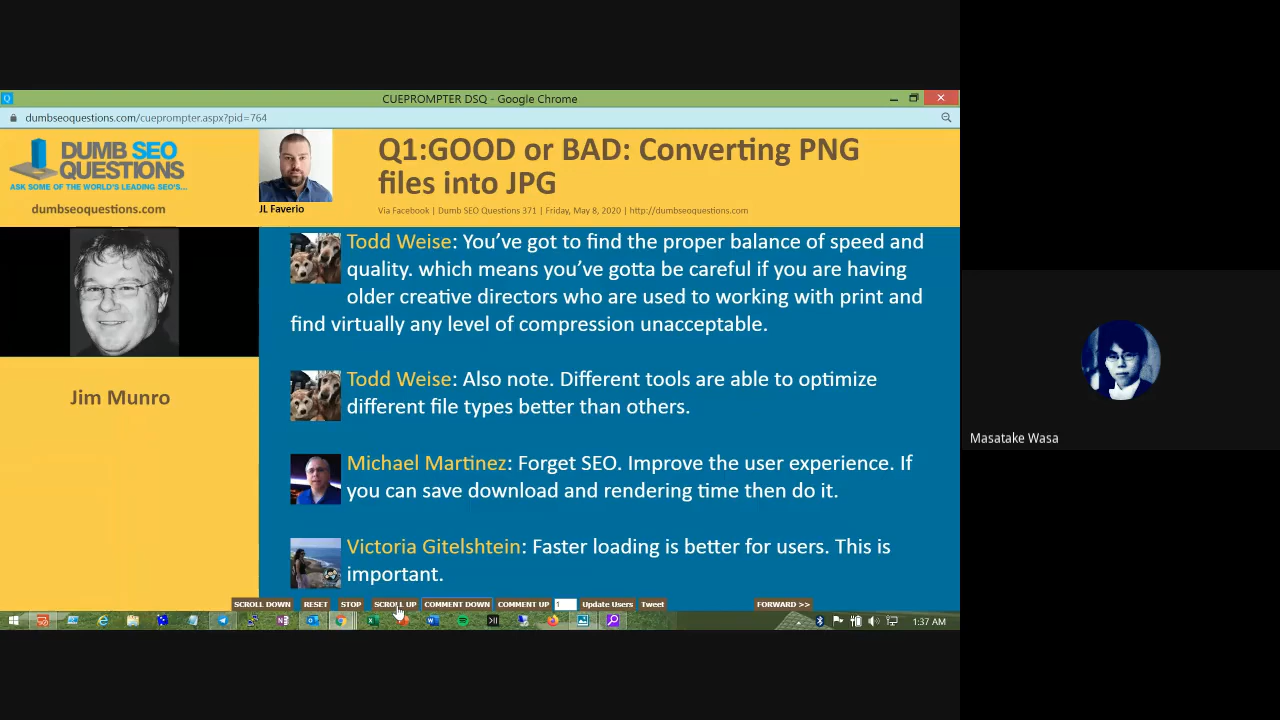 CUEPROMPTER DSQ - Google Chrome
dumbseoquestions.com/cueprompter.aspx?pid=764
DUMB SEO
QUESTIONS
ASK SOME OF THE WORLD'S LEADING SEO'S...
dumbseoquestions.com
JL Faverio
Q1:GOOD or BAD: Converting PNG
files into JPG
Via Facebook | Dumb SEO Questions 371 | Friday, May 8, 2020 | http://dumbseoquestions.com
Jim Munro
Todd Weise: You've got to find the proper balance of speed and
quality. which means you've gotta be careful if you are having
older creative directors who are used to working with print and
find virtually any level of compression unacceptable.
Todd Weise: Also note. Different tools are able to optimize
different file types better than others.
Michael Martinez: Forget SEO. Improve the user experience. If
you can save download and rendering time then do it.
Victoria Gitelshtein: Faster loading is better for users. This is
important.
SCROLL DOWN RESET STOP SCROLL UP COMMENT DOWN COMMENT UP 1 Update Users Tweet FORWARD >>
1:37 AM
Masatake Wasa